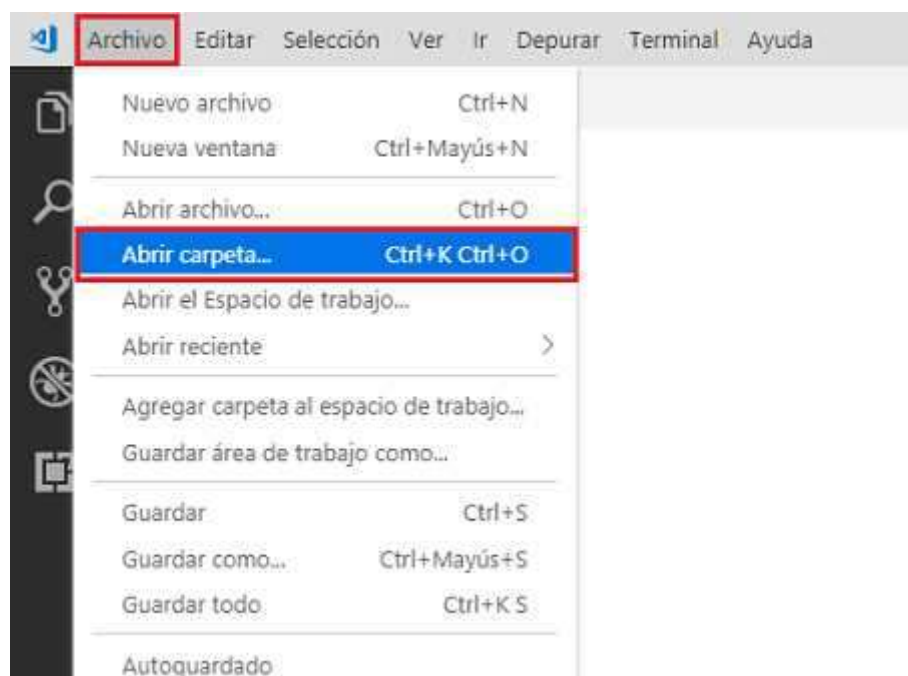 Archivo Editar Selección Ver Ir Depurar Terminal Ayuda
Nuevo archivo Ctrl+N
Nueva ventana Ctrl+Mayús+N
Abrir archivo... Ctrl+O
Abrir carpeta... Ctrl+K Ctrl+O
Abrir el Espacio de trabajo...
Abrir reciente
Agregar carpeta al espacio de trabajo...
Guardar área de trabajo como...
Guardar Ctrl+S
Guardar como... Ctrl+Mayús+S
Guardar todo Ctrl+K S
Autoguardado